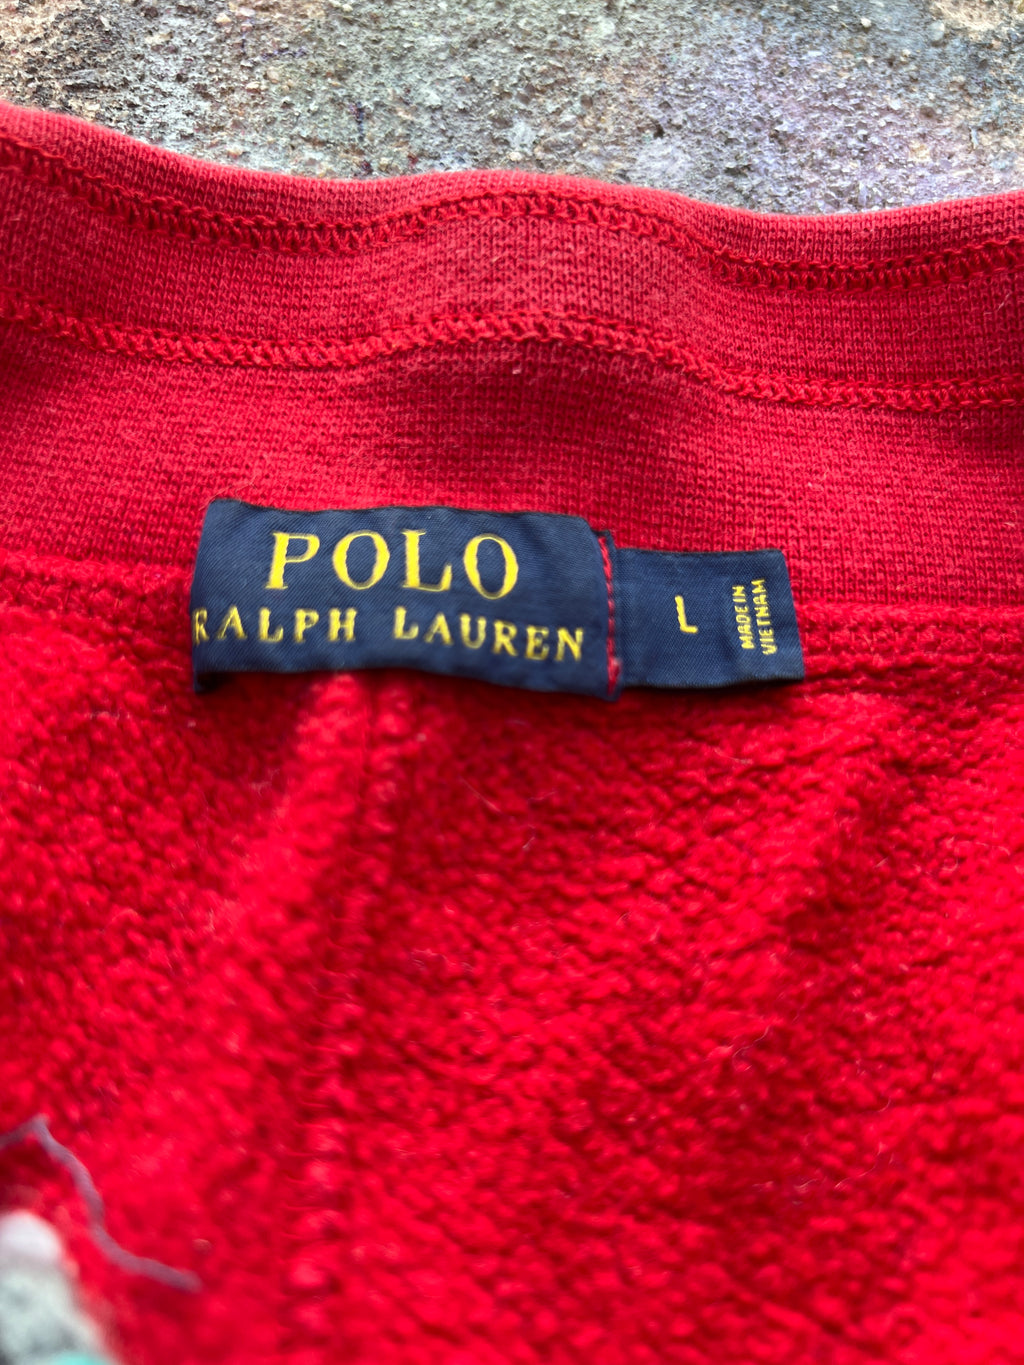 POLO
RALPH LAUREN
L
MADE IN
VIETNAM